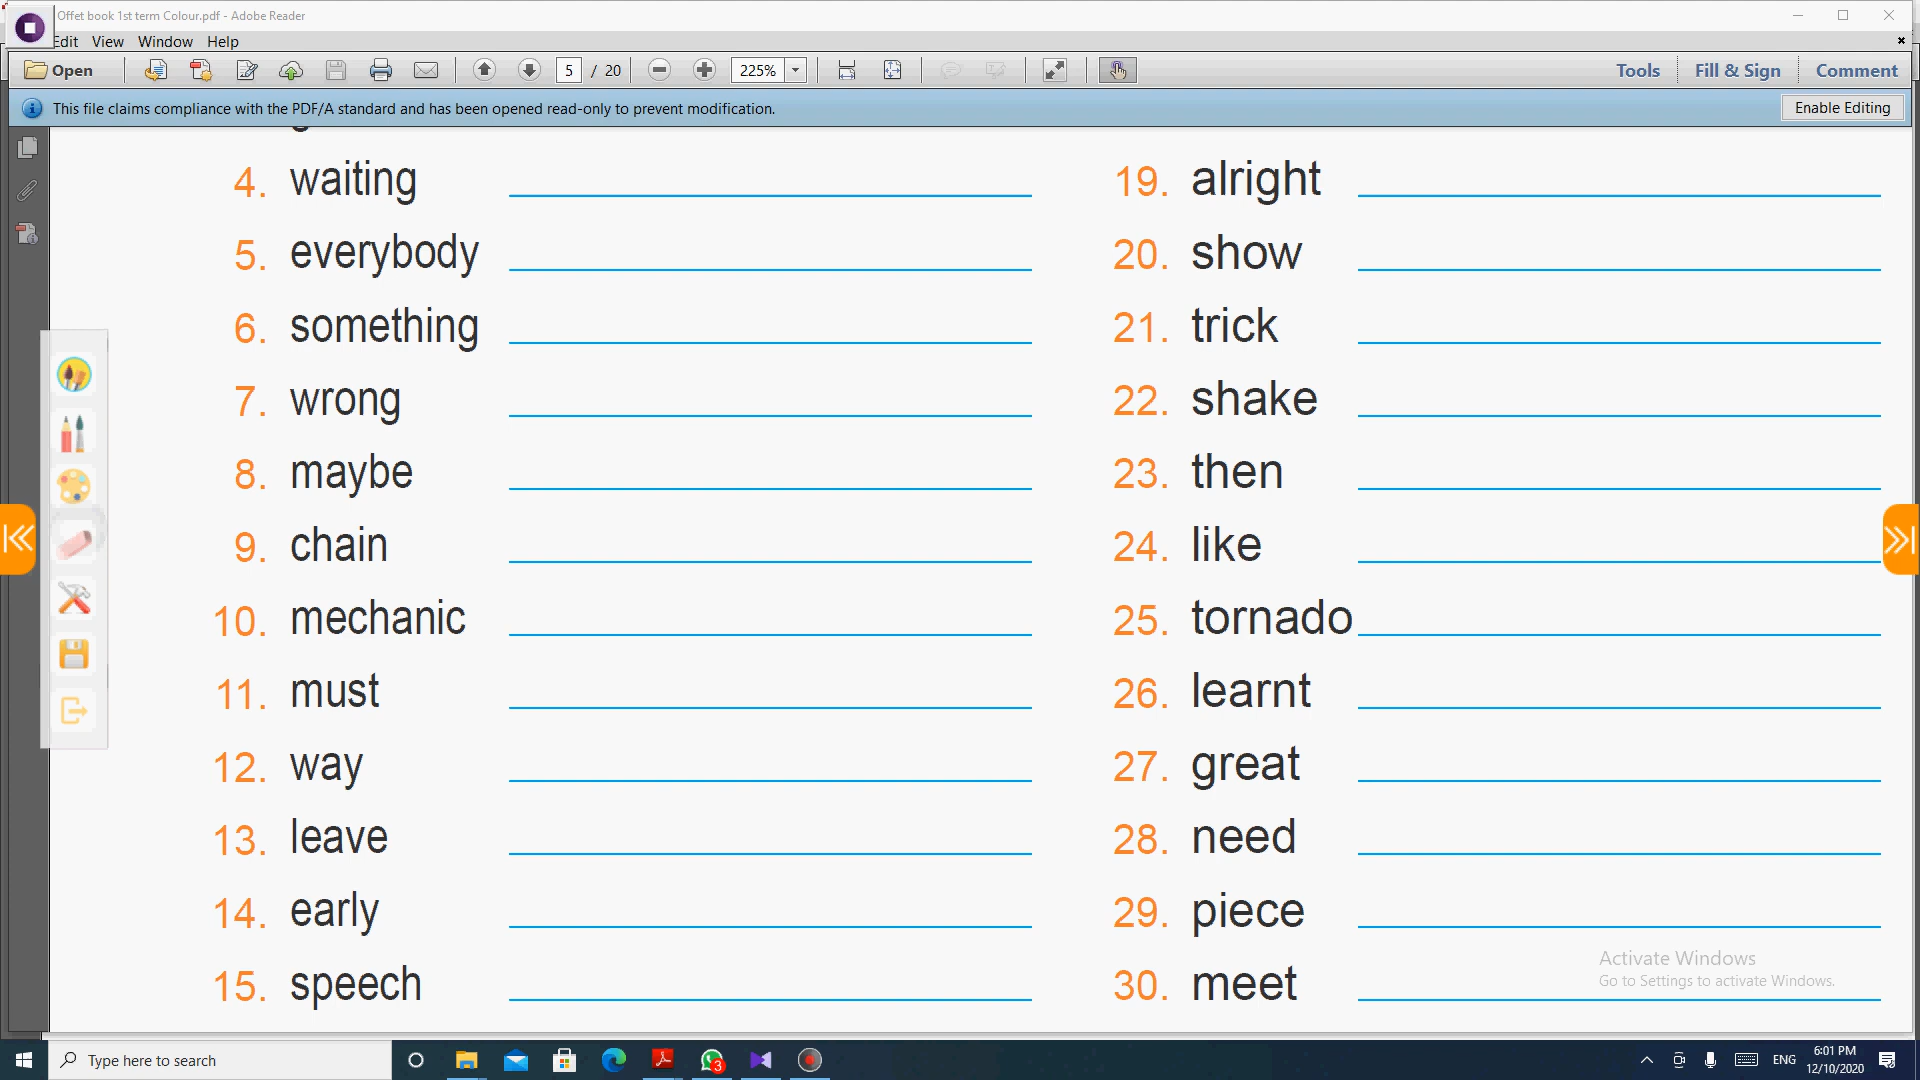 Offet book 1st term Colour.pdf - Adobe Reader
Edit View Window Help
Open 5 / 20 225% Tools Fill & Sign Comment
This file claims compliance with the PDF/A standard and has been opened read-only to prevent modification. Enable Editing
4. waiting
5. everybody
6. something
7. wrong
8. maybe
9. chain
10. mechanic
11. must
12. way
13. leave
14. early
15. speech
19. alright
20. show
21. trick
22. shake
23. then
24. like
25. tornado
26. learnt
27. great
28. need
29. piece
30. meet
Activate Windows
Go to Settings to activate Windows.
Type here to search 3 ENG 6:01 PM
12/10/2020